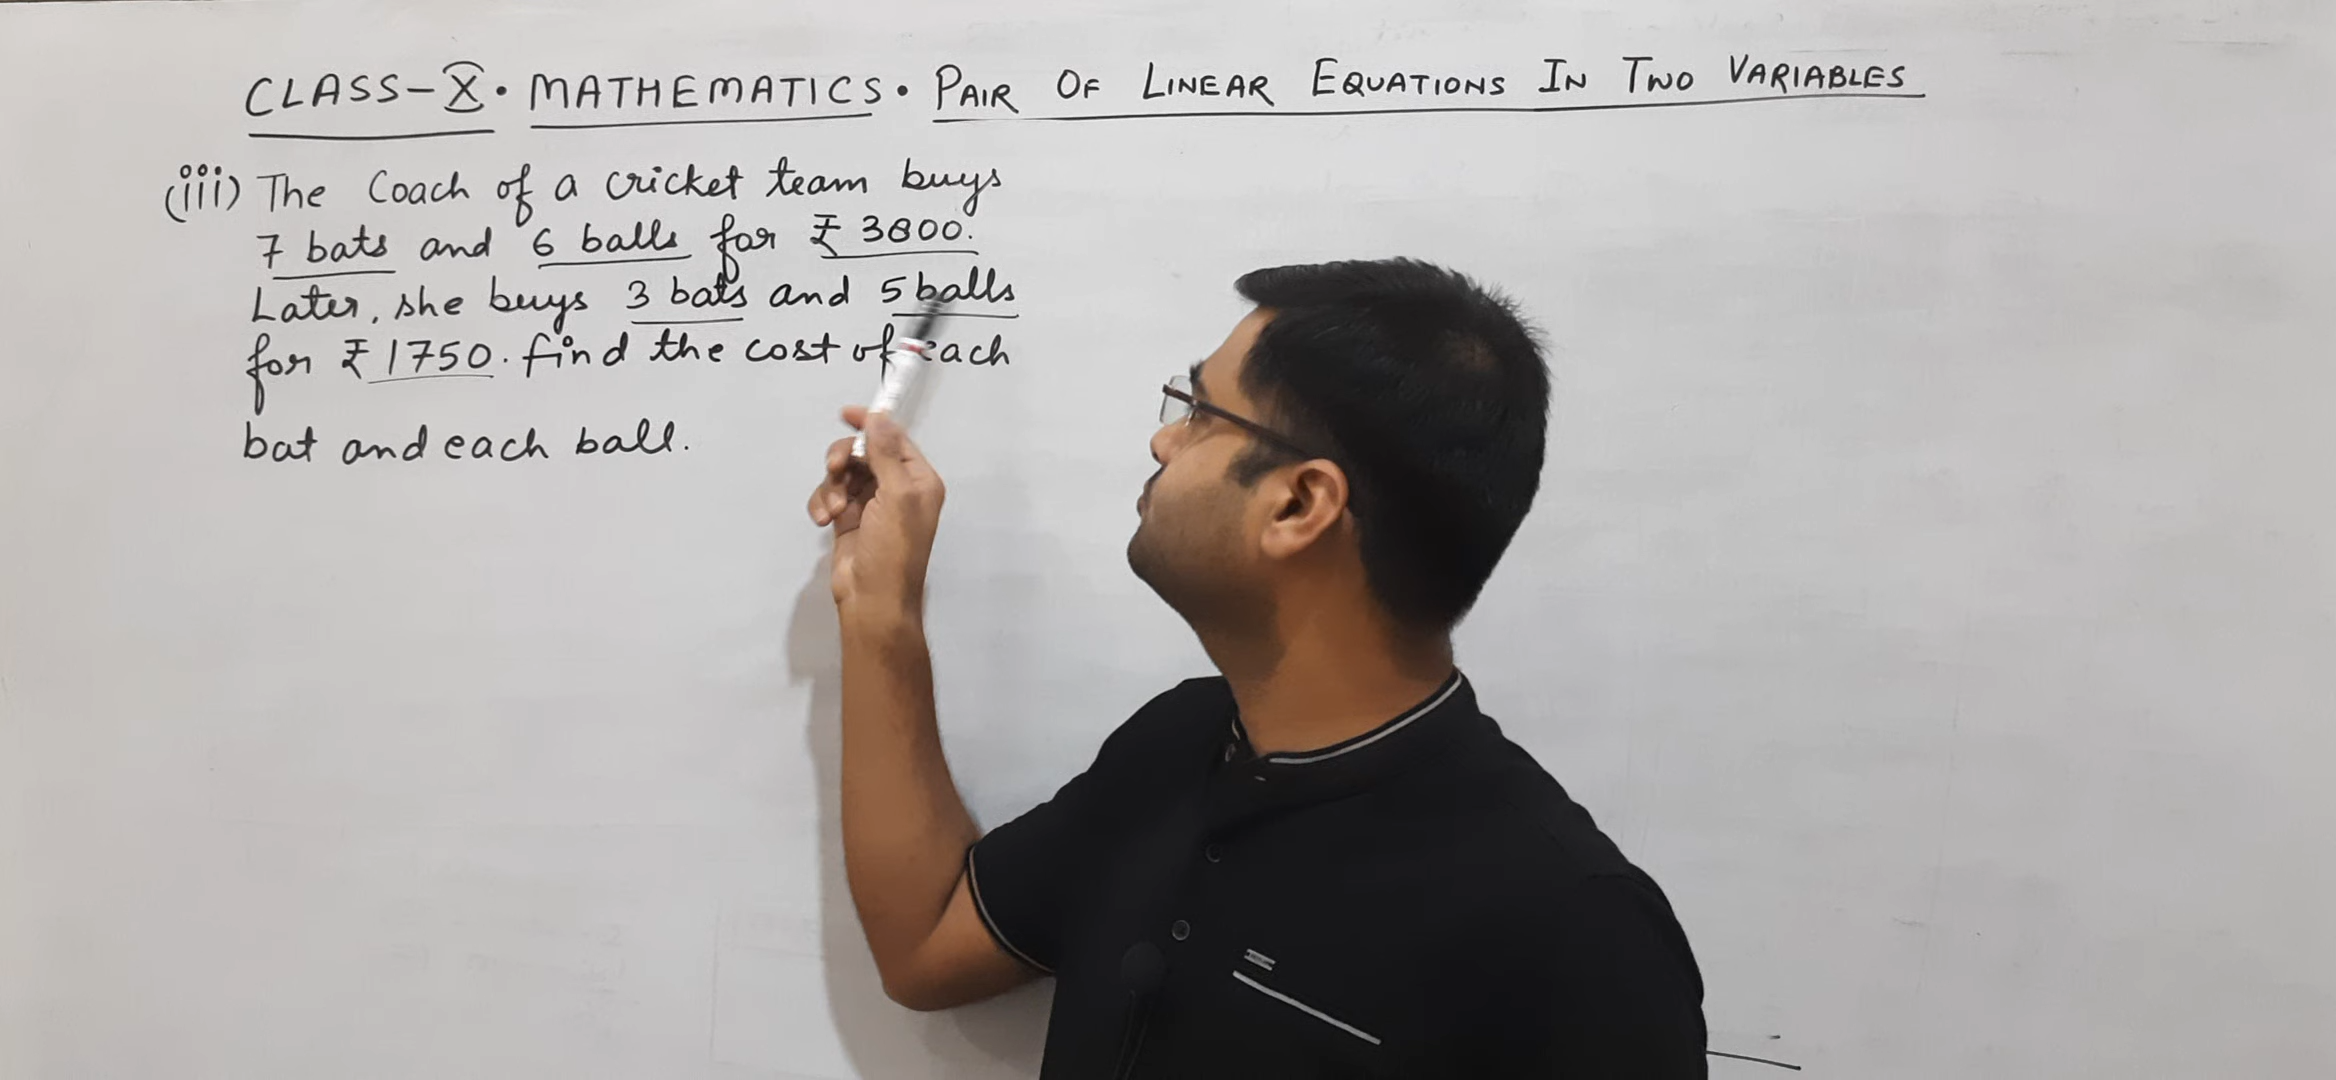 CLASS-X • MATHEMATICS • PAIR OF LINEAR EQUATIONS IN TWO VARIABLES
(iii) The Coach of a cricket team buys
7 bats and 6 balls for ₹ 3800.
Later, she buys 3 bats and 5 balls
for ₹ 1750. find the cost of each
bat and each ball.